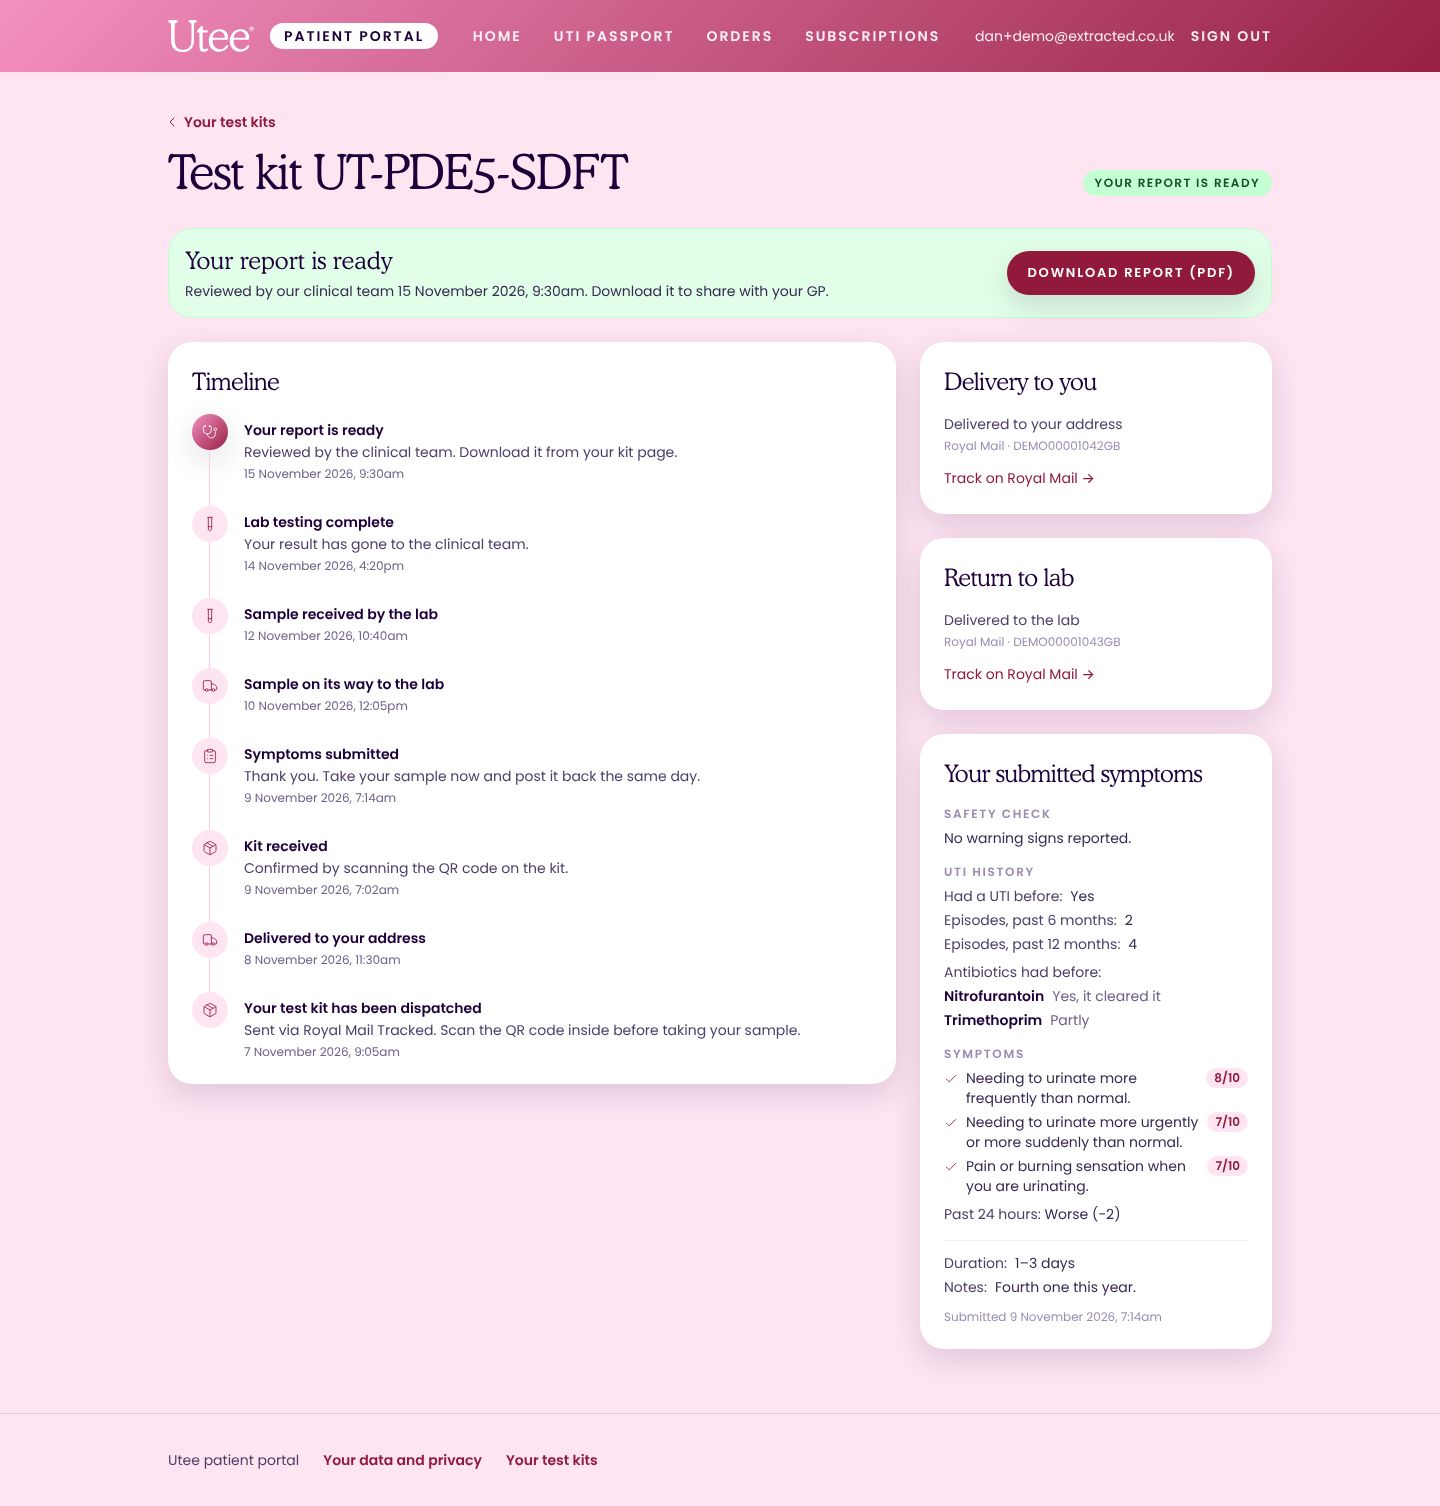 Utee®
PATIENT PORTAL
HOME
UTI PASSPORT
ORDERS
SUBSCRIPTIONS
dan+demo@extracted.co.uk
SIGN OUT
Your test kits
Test kit UT-PDE5-SDFT
YOUR REPORT IS READY
Your report is ready
Reviewed by our clinical team 15 November 2026, 9:30am. Download it to share with your GP.
DOWNLOAD REPORT (PDF)
Timeline
Your report is ready
Reviewed by the clinical team. Download it from your kit page.
15 November 2026, 9:30am
Lab testing complete
Your result has gone to the clinical team.
14 November 2026, 4:20pm
Sample received by the lab
12 November 2026, 10:40am
Sample on its way to the lab
10 November 2026, 12:05pm
Symptoms submitted
Thank you. Take your sample now and post it back the same day.
9 November 2026, 7:14am
Kit received
Confirmed by scanning the QR code on the kit.
9 November 2026, 7:02am
Delivered to your address
8 November 2026, 11:30am
Your test kit has been dispatched
Sent via Royal Mail Tracked. Scan the QR code inside before taking your sample.
7 November 2026, 9:05am
Delivery to you
Delivered to your address
Royal Mail · DEMO00001042GB
Track on Royal Mail →
Return to lab
Delivered to the lab
Royal Mail · DEMO00001043GB
Track on Royal Mail →
Your submitted symptoms
SAFETY CHECK
No warning signs reported.
UTI HISTORY
Had a UTI before: Yes
Episodes, past 6 months: 2
Episodes, past 12 months: 4
Antibiotics had before:
Nitrofurantoin Yes, it cleared it
Trimethoprim Partly
SYMPTOMS
Needing to urinate more 8/10
frequently than normal.
Needing to urinate more urgently 7/10
or more suddenly than normal.
Pain or burning sensation when 7/10
you are urinating.
Past 24 hours: Worse (-2)
Duration: 1–3 days
Notes: Fourth one this year.
Submitted 9 November 2026, 7:14am
Utee patient portal
Your data and privacy
Your test kits